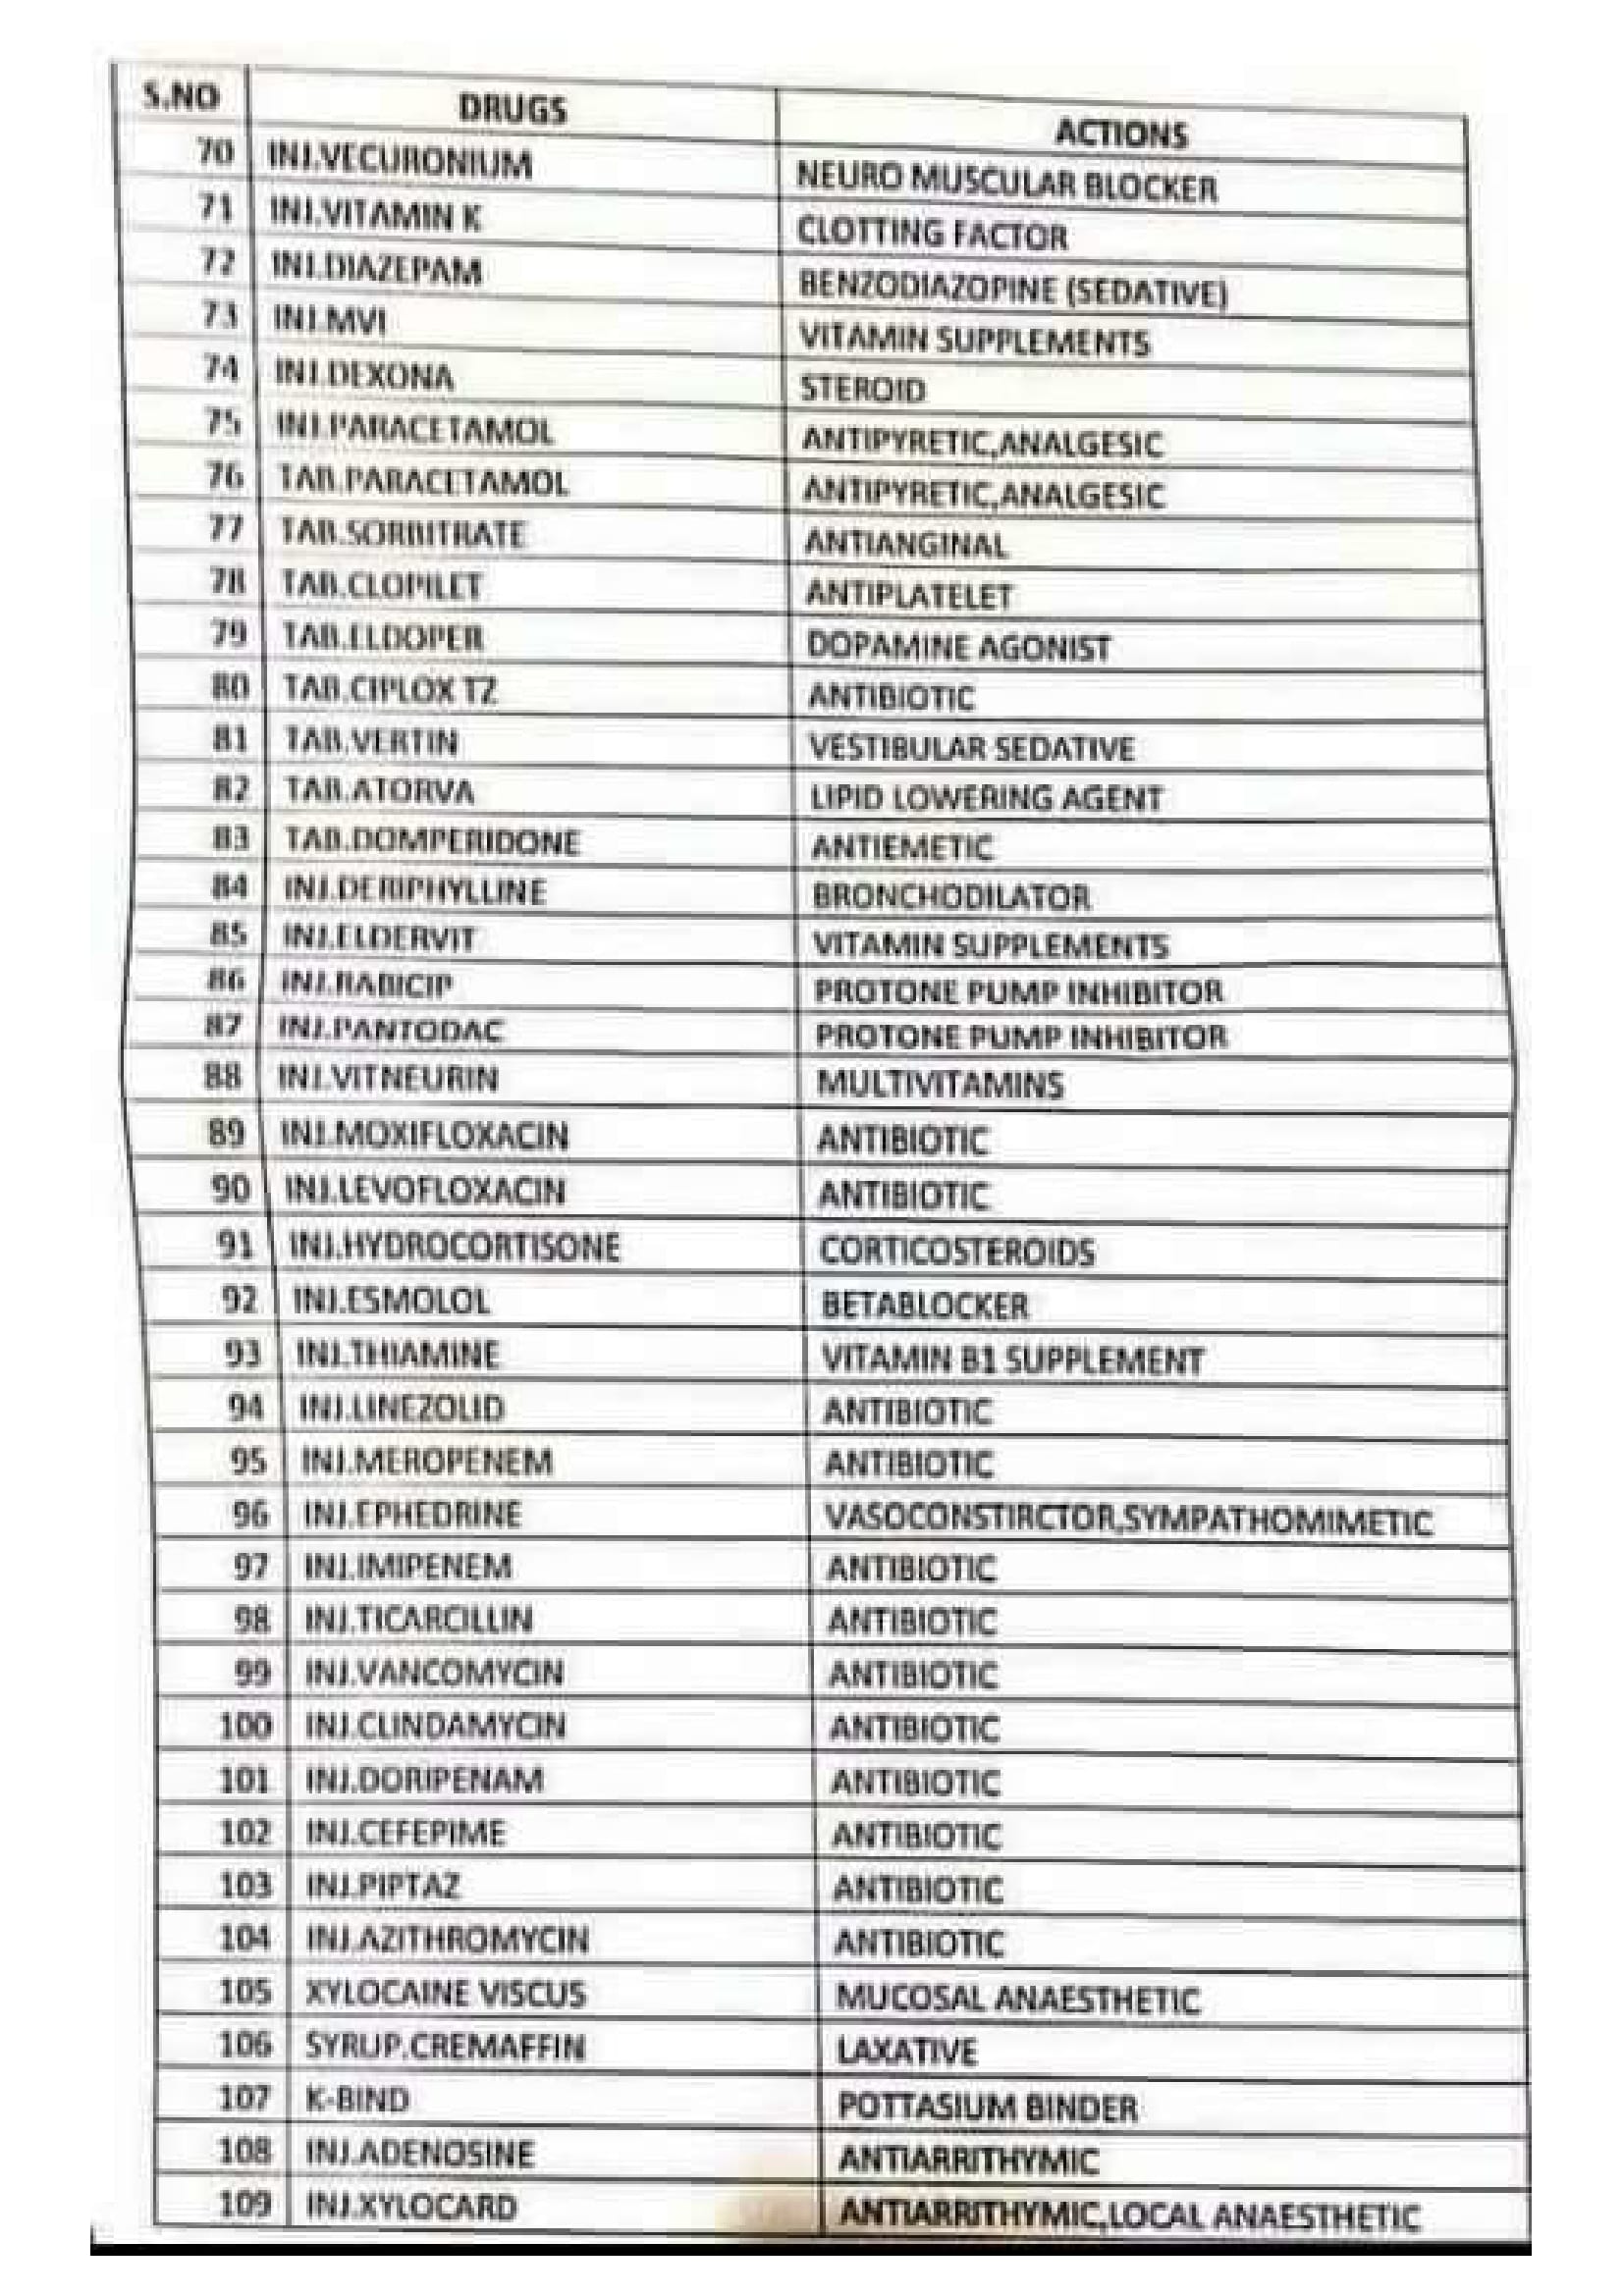 S.NO DRUGS ACTIONS
70 INJ.VECURONIUM NEURO MUSCULAR BLOCKER
71 INJ.VITAMIN K CLOTTING FACTOR
72 INJ.DIAZEPAM BENZODIAZOPINE (SEDATIVE)
73 INJ.MVI VITAMIN SUPPLEMENTS
74 INJ.DEXONA STEROID
75 INJ.PARACETAMOL ANTIPYRETIC,ANALGESIC
76 TAB.PARACETAMOL ANTIPYRETIC,ANALGESIC
77 TAB.SORBITRATE ANTIANGINAL
78 TAB.CLOPILET ANTIPLATELET
79 TAB.ELDOPER DOPAMINE AGONIST
80 TAB.CIPLOX TZ ANTIBIOTIC
81 TAB.VERTIN VESTIBULAR SEDATIVE
82 TAB.ATORVA LIPID LOWERING AGENT
83 TAB.DOMPERIDONE ANTIEMETIC
84 INJ.DERIPHYLLINE BRONCHODILATOR
85 INJ.ELDERVIT VITAMIN SUPPLEMENTS
86 INJ.RABICIP PROTONE PUMP INHIBITOR
87 INJ.PANTODAC PROTONE PUMP INHIBITOR
88 INJ.VITNEURIN MULTIVITAMINS
89 INJ.MOXIFLOXACIN ANTIBIOTIC
90 INJ.LEVOFLOXACIN ANTIBIOTIC
91 INJ.HYDROCORTISONE CORTICOSTEROIDS
92 INJ.ESMOLOL BETABLOCKER
93 INJ.THIAMINE VITAMIN B1 SUPPLEMENT
94 INJ.LINEZOLID ANTIBIOTIC
95 INJ.MEROPENEM ANTIBIOTIC
96 INJ.EPHEDRINE VASOCONSTIRCTOR,SYMPATHOMIMETIC
97 INJ.IMIPENEM ANTIBIOTIC
98 INJ.TICARCILLIN ANTIBIOTIC
99 INJ.VANCOMYCIN ANTIBIOTIC
100 INJ.CLINDAMYCIN ANTIBIOTIC
101 INJ.DORIPENAM ANTIBIOTIC
102 INJ.CEFEPIME ANTIBIOTIC
103 INJ.PIPTAZ ANTIBIOTIC
104 INJ.AZITHROMYCIN ANTIBIOTIC
105 XYLOCAINE VISCUS MUCOSAL ANAESTHETIC
106 SYRUP.CREMAFFIN LAXATIVE
107 K-BIND POTTASIUM BINDER
108 INJ.ADENOSINE ANTIARRITHYMIC
109 INJ.XYLOCARD ANTIARRITHYMIC,LOCAL ANAESTHETIC